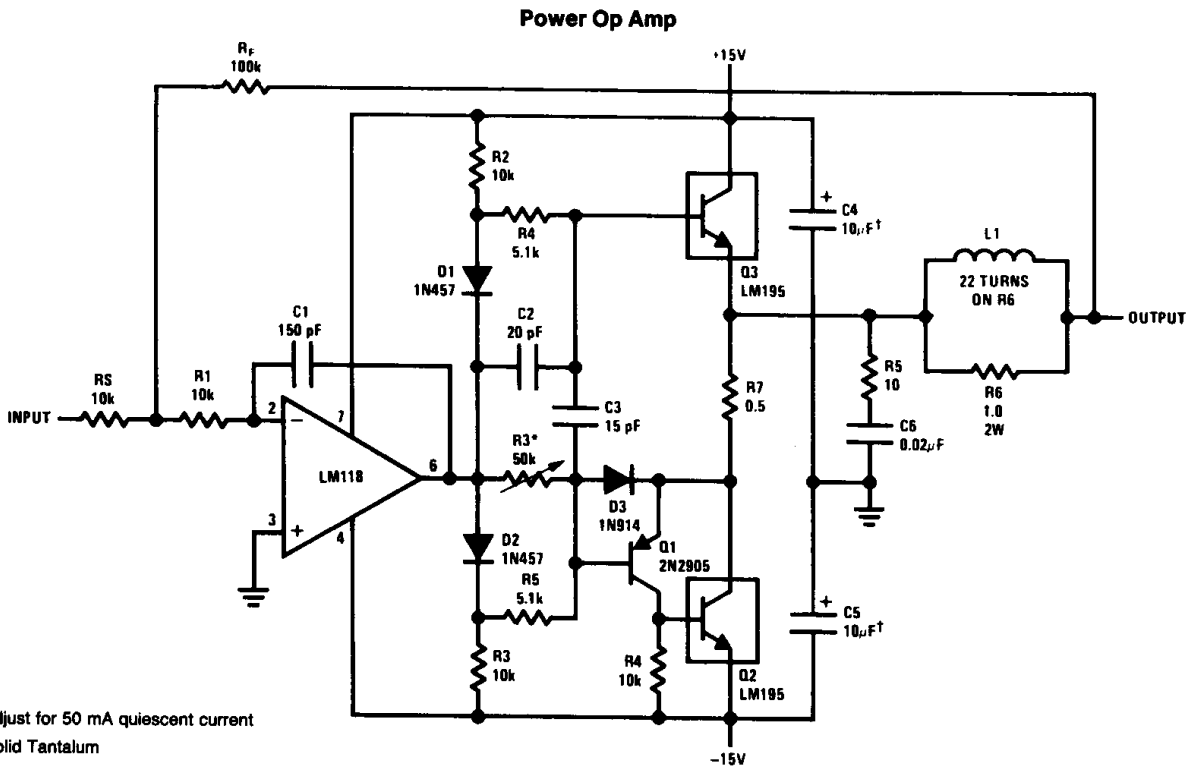 Power Op Amp
RF
100k
+15V
R2
10k
R4
5.1k
D1
1N457
Q3
LM195
C4
10µF†
L1
22 TURNS
ON R6
OUTPUT
C1
150 pF
C2
20 pF
RS
10k
R1
10k
INPUT
2
7
LM118
6
3
4
C3
15 pF
R3*
50k
R7
0.5
R5
10
R6
1.0
2W
C6
0.02µF
D3
1N914
D2
1N457
Q1
2N2905
R5
5.1k
C5
10µF†
R3
10k
R4
10k
Q2
LM195
-15V
just for 50 mA quiescent current
olid Tantalum